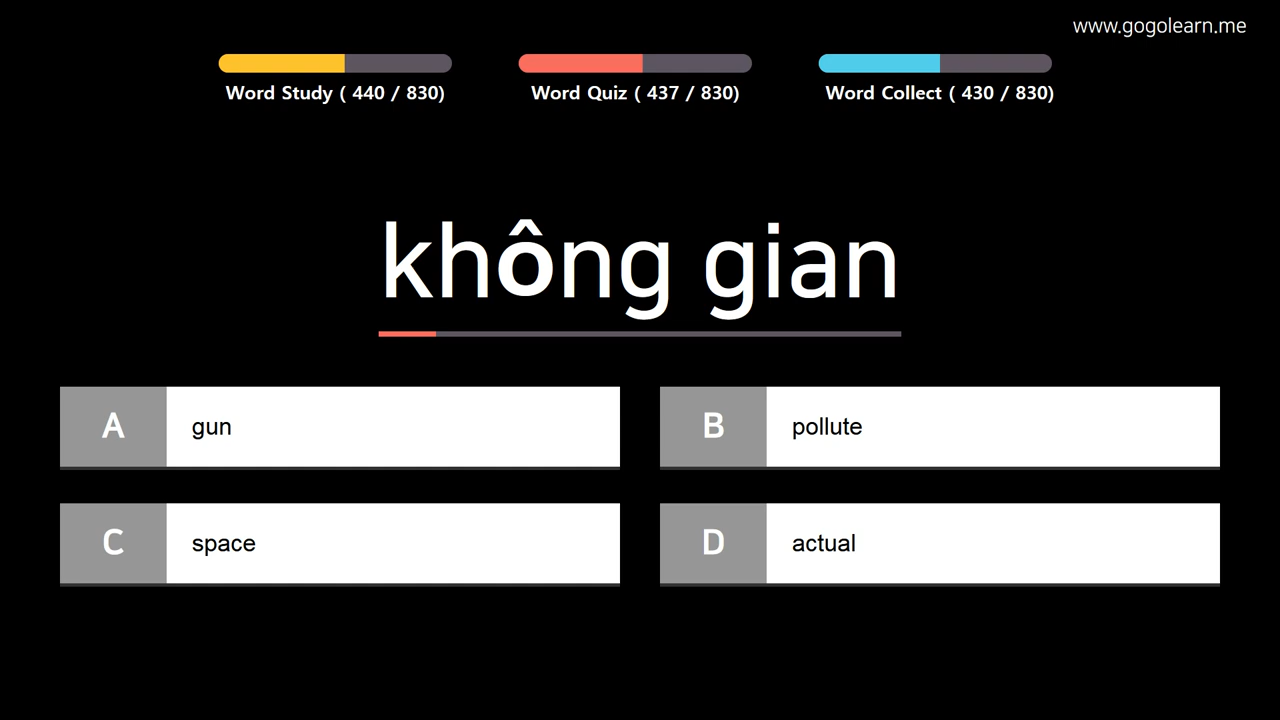 www.gogolearn.me
Word Study ( 440 / 830)
Word Quiz ( 437 / 830)
Word Collect ( 430 / 830)
không gian
A gun
B pollute
C space
D actual